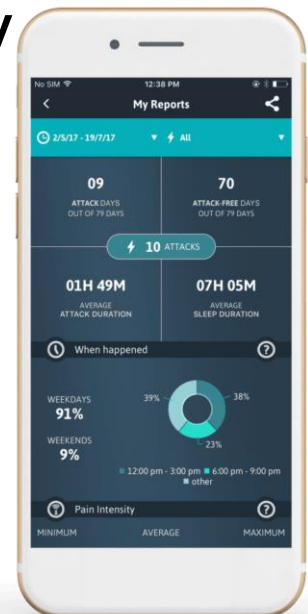 y
No SIM 12:38 PM
My Reports
2/5/17 - 19/7/17 All
09 70
ATTACK DAYS ATTACK-FREE DAYS
OUT OF 79 DAYS OUT OF 79 DAYS
10 ATTACKS
01H 49M 07H 05M
AVERAGE AVERAGE
ATTACK DURATION SLEEP DURATION
When happened ?
WEEKDAYS
91%
WEEKENDS
9%
39% 38%
23%
12:00 pm - 3:00 pm 6:00 pm - 9:00 pm
other
Pain Intensity ?
MINIMUM AVERAGE MAXIMUM